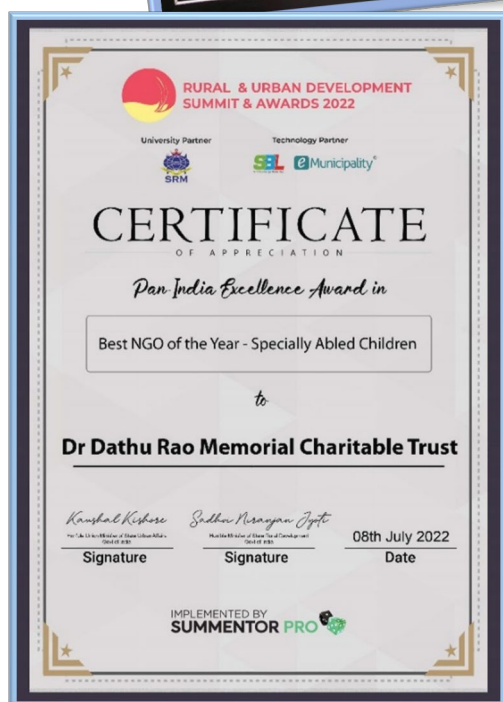 RURAL & URBAN DEVELOPMENT
SUMMIT & AWARDS 2022
University Partner
Technology Partner
SRM
SBL
eMunicipality
CERTIFICATE
OF APPRECIATION
Pan India Excellence Award in
Best NGO of the Year - Specially Abled Children
to
Dr Dathu Rao Memorial Charitable Trust
Kaushal Kishore
Sadhvi Niranjan Jyoti
Signature
Signature
08th July 2022
Date
IMPLEMENTED BY
SUMMENTOR PRO